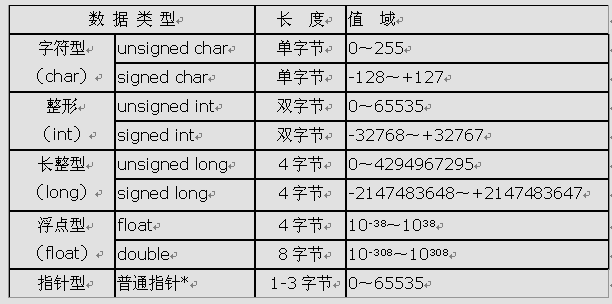 数 据 类 型 长 度 值 域
字符型 unsigned char 单字节 0～255
（char） signed char 单字节 -128～+127
整形 unsigned int 双字节 0～65535
（int） signed int 双字节 -32768～+32767
长整型 unsigned long 4 字节 0～4294967295
（long） signed long 4 字节 -2147483648～+2147483647
浮点型 float 4 字节 10-38～1038
（float） double 8 字节 10-308～10308
指针型 普通指针* 1-3 字节 0～65535